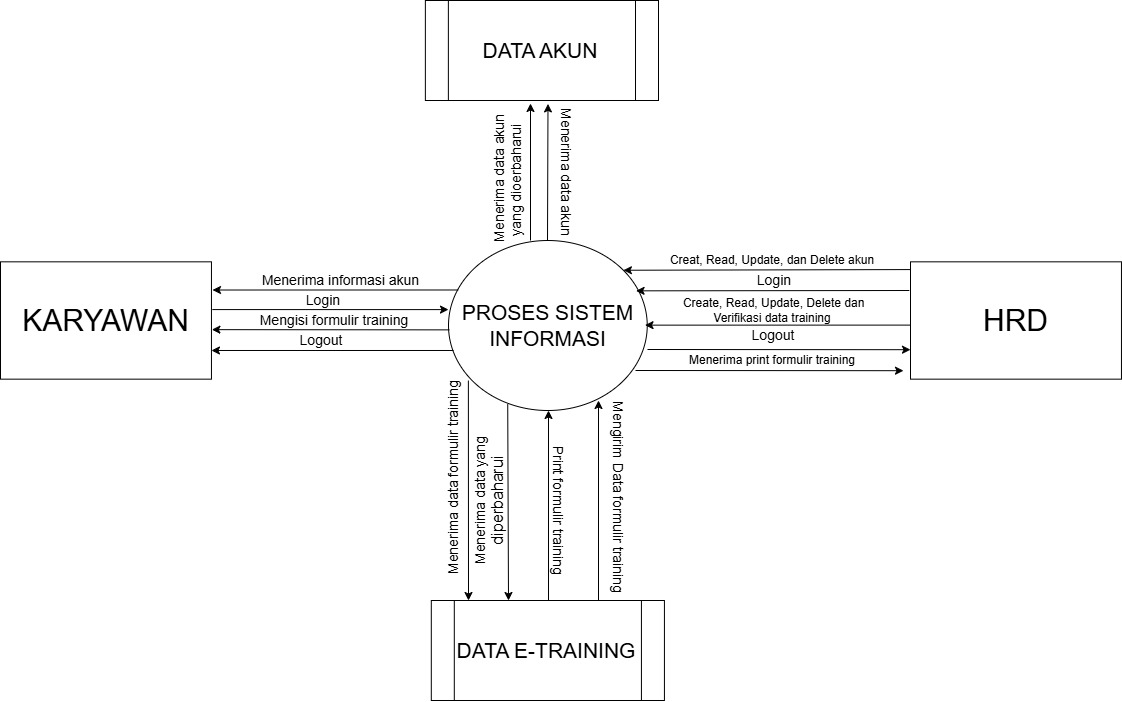 DATA AKUN
Menerima data akun
yang dioerbaharui
Menerima data akun
KARYAWAN
Menerima informasi akun
Login
Mengisi formulir training
Logout
PROSES SISTEM
INFORMASI
Creat, Read, Update, dan Delete akun
Login
Create, Read, Update, Delete dan
Verifikasi data training
Logout
Menerima print formulir training
HRD
Menerima data formulir training
Menerima data yang
diperbaharui
Print formulir training
Mengirim Data formulir training
DATA E-TRAINING